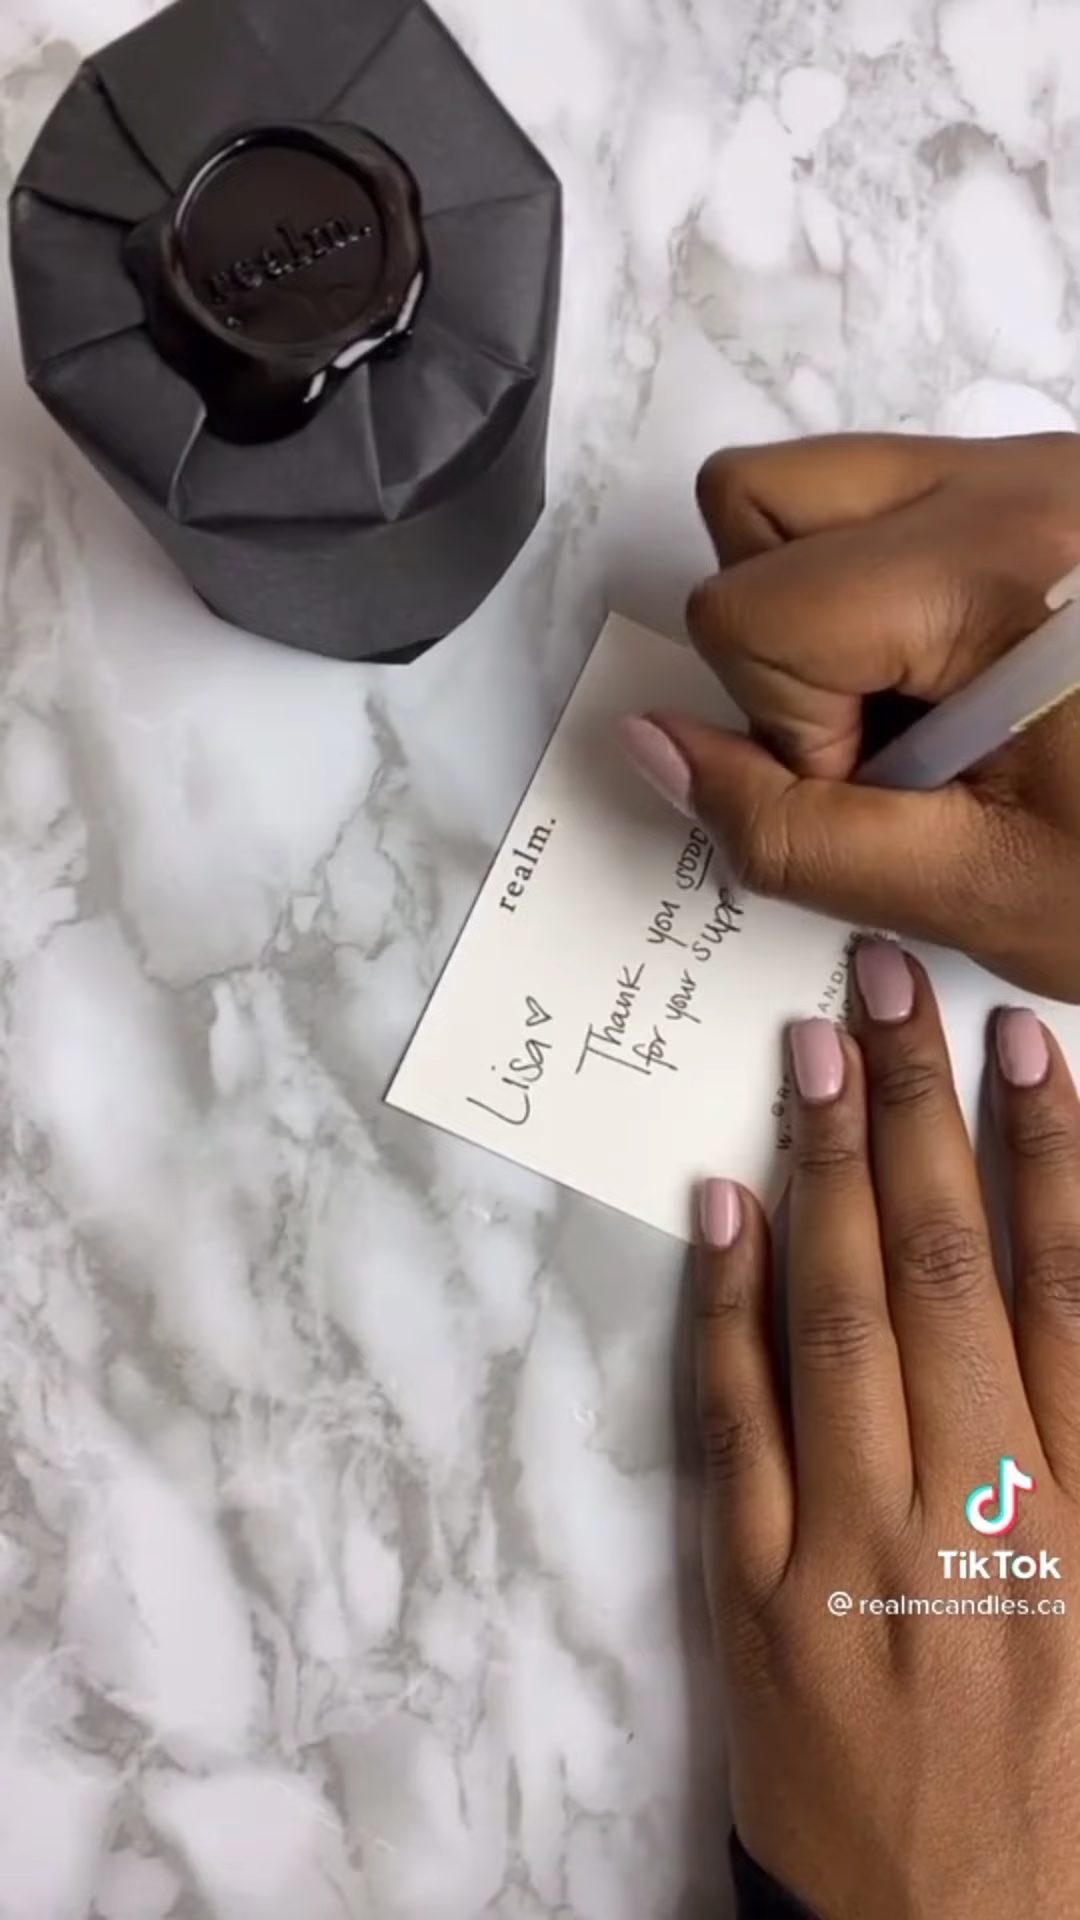 realm.
realm.
Lisa♡
Thank you sooo
for your supp
TikTok
@realmcandles.ca